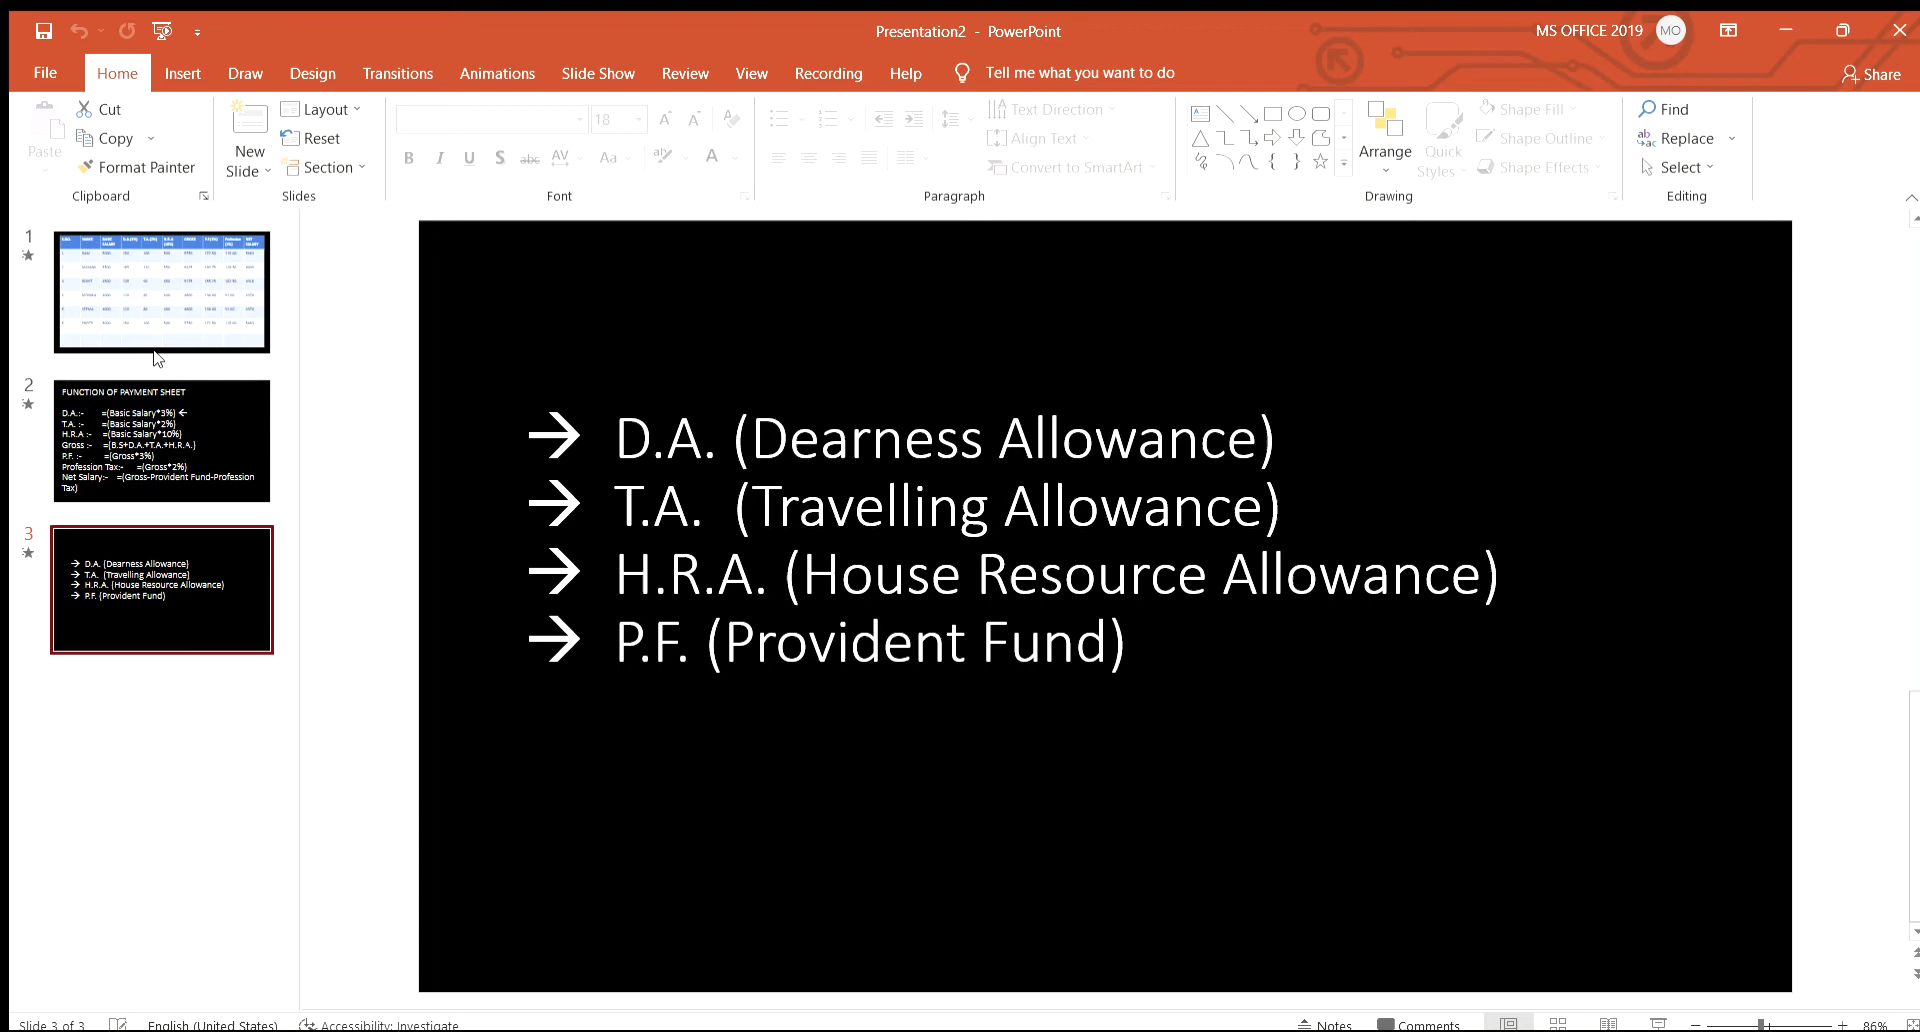 Presentation2 - PowerPoint
MS OFFICE 2019 MO
File Home Insert Draw Design Transitions Animations Slide Show Review View Recording Help Tell me what you want to do Share
Paste
Cut
Copy
Format Painter
Clipboard
New
Slide
Layout
Reset
Section
Slides
18
B I U S abc AV Aa A
Font
Text Direction
Align Text
Convert to SmartArt
Paragraph
Arrange
Quick
Styles
Shape Fill
Shape Outline
Shape Effects
Drawing
Find
Replace
Select
Editing
1
2
FUNCTION OF PAYMENT SHEET
D.A.:- =(Basic Salary*3%) ←
T.A. :- =(Basic Salary*2%)
H.R.A :- =(Basic Salary*10%)
Gross :- =(B.S+D.A.+T.A.+H.R.A.)
P.F. :- =(Gross*3%)
Profession Tax:- =(Gross*2%)
Net Salary:- =(Gross-Provident Fund-Profession
Tax)
3
→ D.A. (Dearness Allowance)
→ T.A. (Travelling Allowance)
→ H.R.A. (House Resource Allowance)
→ P.F. (Provident Fund)
→ D.A. (Dearness Allowance)
→ T.A. (Travelling Allowance)
→ H.R.A. (House Resource Allowance)
→ P.F. (Provident Fund)
Slide 3 of 3 English (United States) Accessibility: Investigate Notes Comments 86%